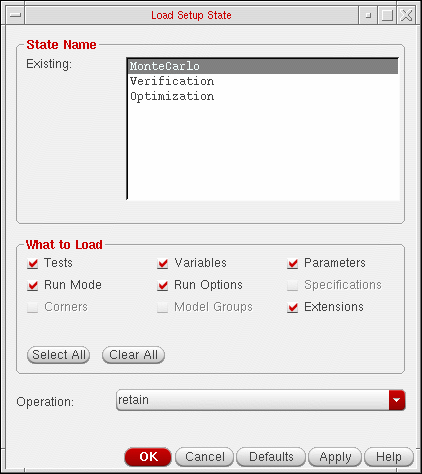 Load Setup State
State Name
Existing:
MonteCarlo
Verification
Optimization
What to Load
Tests Variables Parameters
Run Mode Run Options Specifications
Corners Model Groups Extensions
Select All Clear All
Operation: retain
OK Cancel Defaults Apply Help